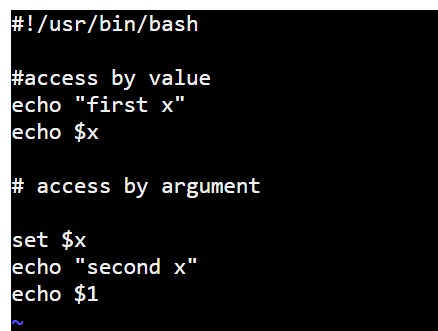 #!/usr/bin/bash
#access by value
echo "first x"
echo $x
# access by argument
set $x
echo "second x"
echo $1
~